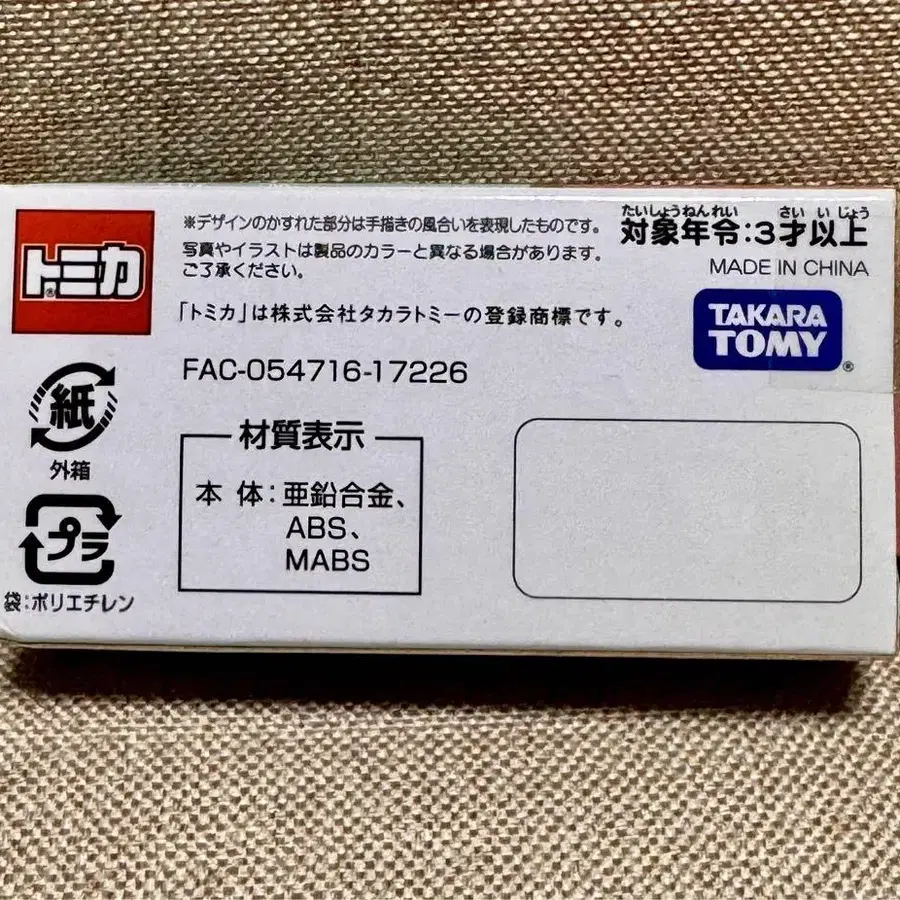 トミカ®
※デザインのかすれた部分は手描きの風合いを表現したものです。
写真やイラストは製品のカラーと異なる場合があります。
ご了承ください。
「トミカ」は株式会社タカラトミーの登録商標です。
FAC-054716-17226
たいしょうねんれい さいいじょう
対象年令:3才以上
MADE IN CHINA
TAKARA
TOMY®
紙
外箱
プラ
袋:ポリエチレン
材質表示
本 体:亜鉛合金、
ABS、
MABS